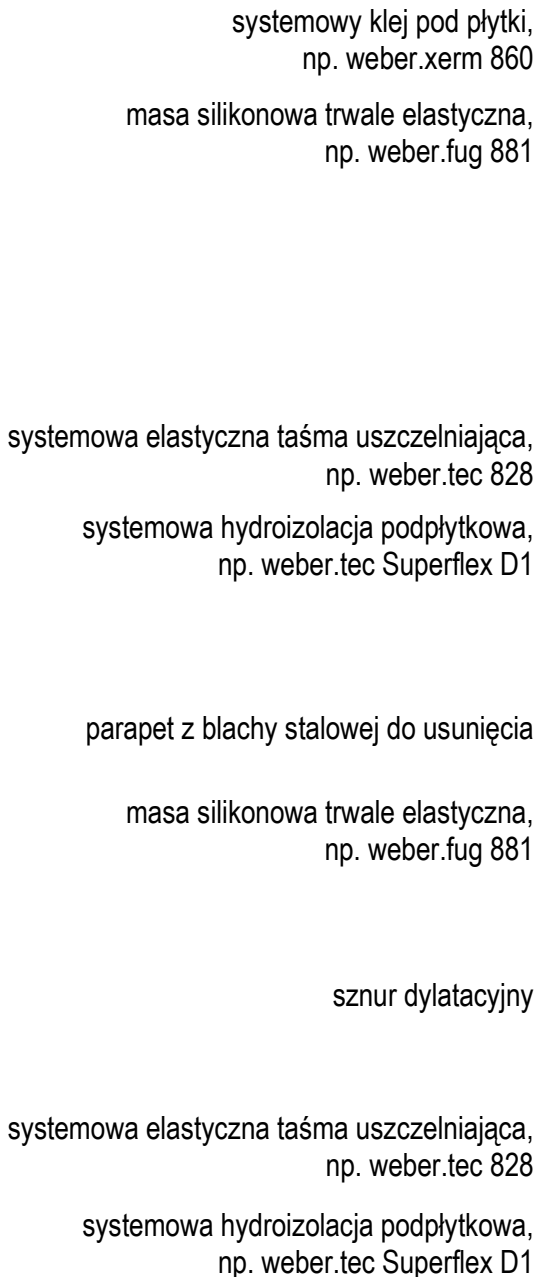 systemowy klej pod płytki,
np. weber.xerm 860
masa silikonowa trwale elastyczna,
np. weber.fug 881
systemowa elastyczna taśma uszczelniająca,
np. weber.tec 828
systemowa hydroizolacja podpłytkowa,
np. weber.tec Superflex D1
parapet z blachy stalowej do usunięcia
masa silikonowa trwale elastyczna,
np. weber.fug 881
sznur dylatacyjny
systemowa elastyczna taśma uszczelniająca,
np. weber.tec 828
systemowa hydroizolacja podpłytkowa,
np. weber.tec Superflex D1